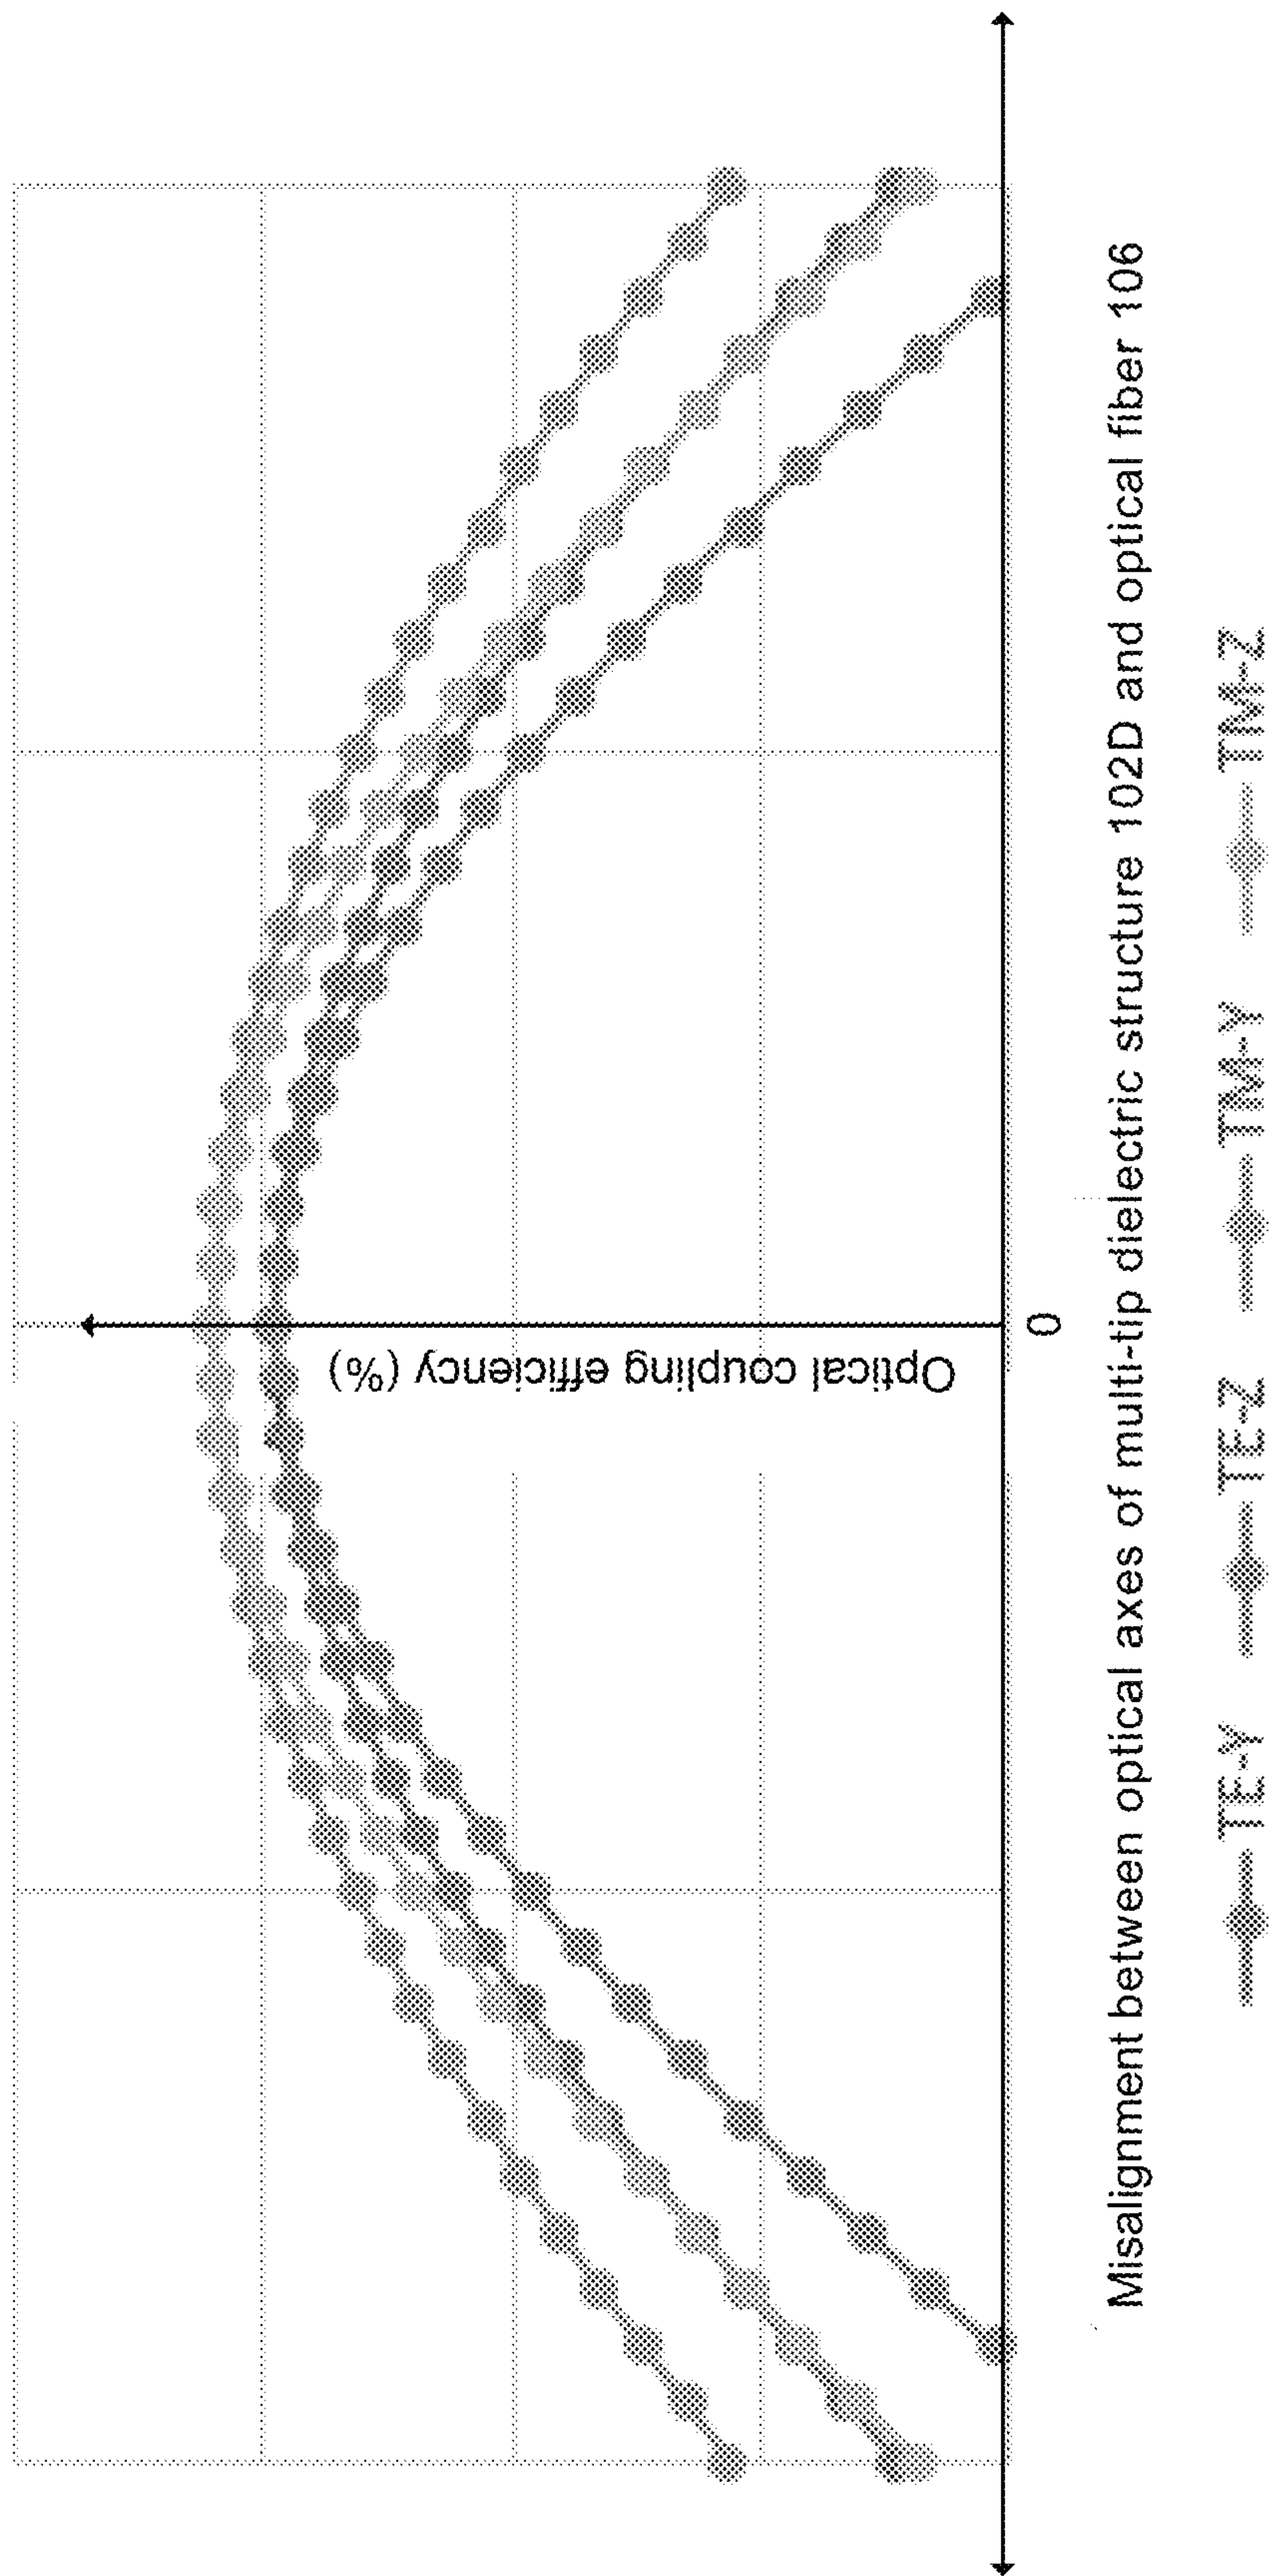 Optical coupling efficiency (%)
0
Misalignment between optical axes of multi-tip dielectric structure 102D and optical fiber 106
TE-Y TE-Z TM-Y TM-Z